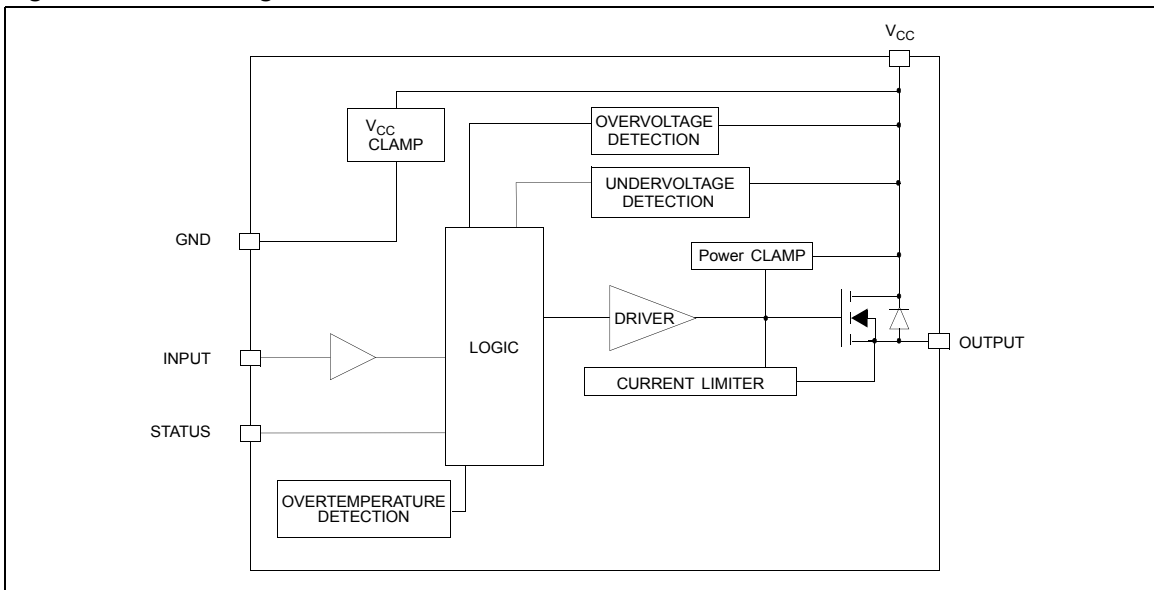 VCC
VCC
CLAMP
OVERVOLTAGE
DETECTION
UNDERVOLTAGE
DETECTION
GND
Power CLAMP
DRIVER
LOGIC
INPUT
OUTPUT
CURRENT LIMITER
STATUS
OVERTEMPERATURE
DETECTION